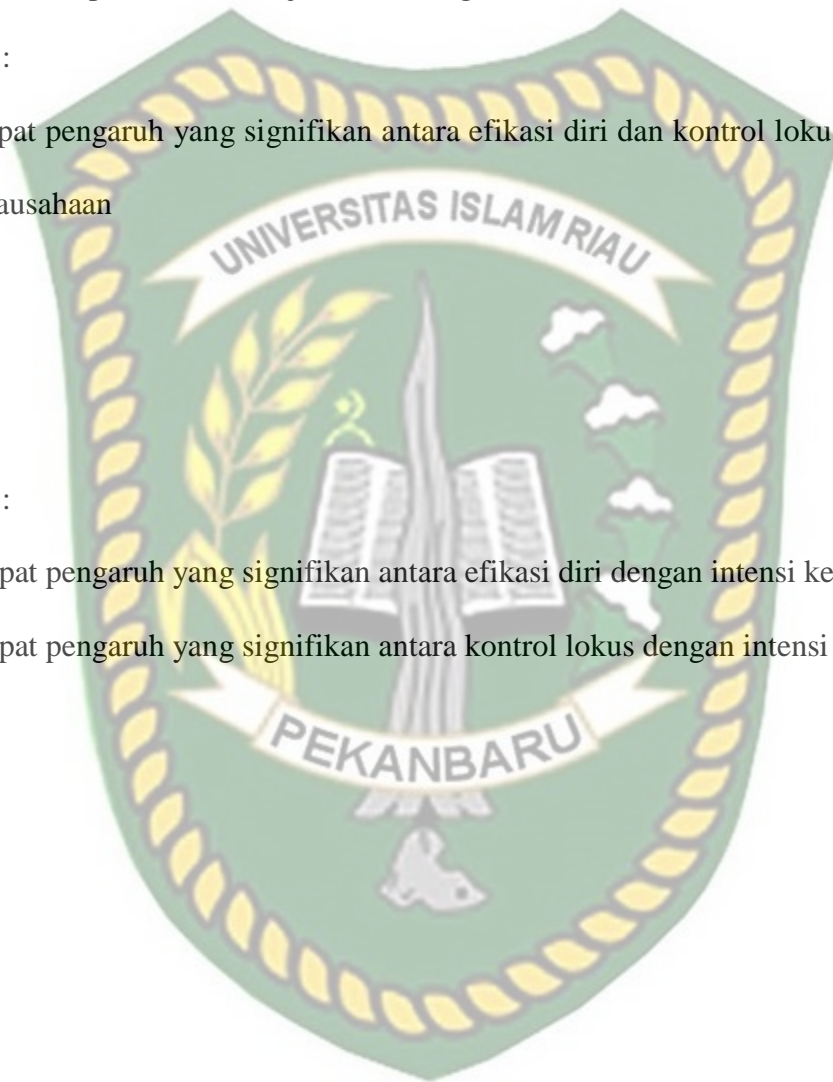 :
pat pengaruh yang signifikan antara efikasi diri dan kontrol loku
ausahaan
UNIVERSITAS ISLAM RIAU
:
pat pengaruh yang signifikan antara efikasi diri dengan intensi ke
pat pengaruh yang signifikan antara kontrol lokus dengan intensi
PEKANBARU